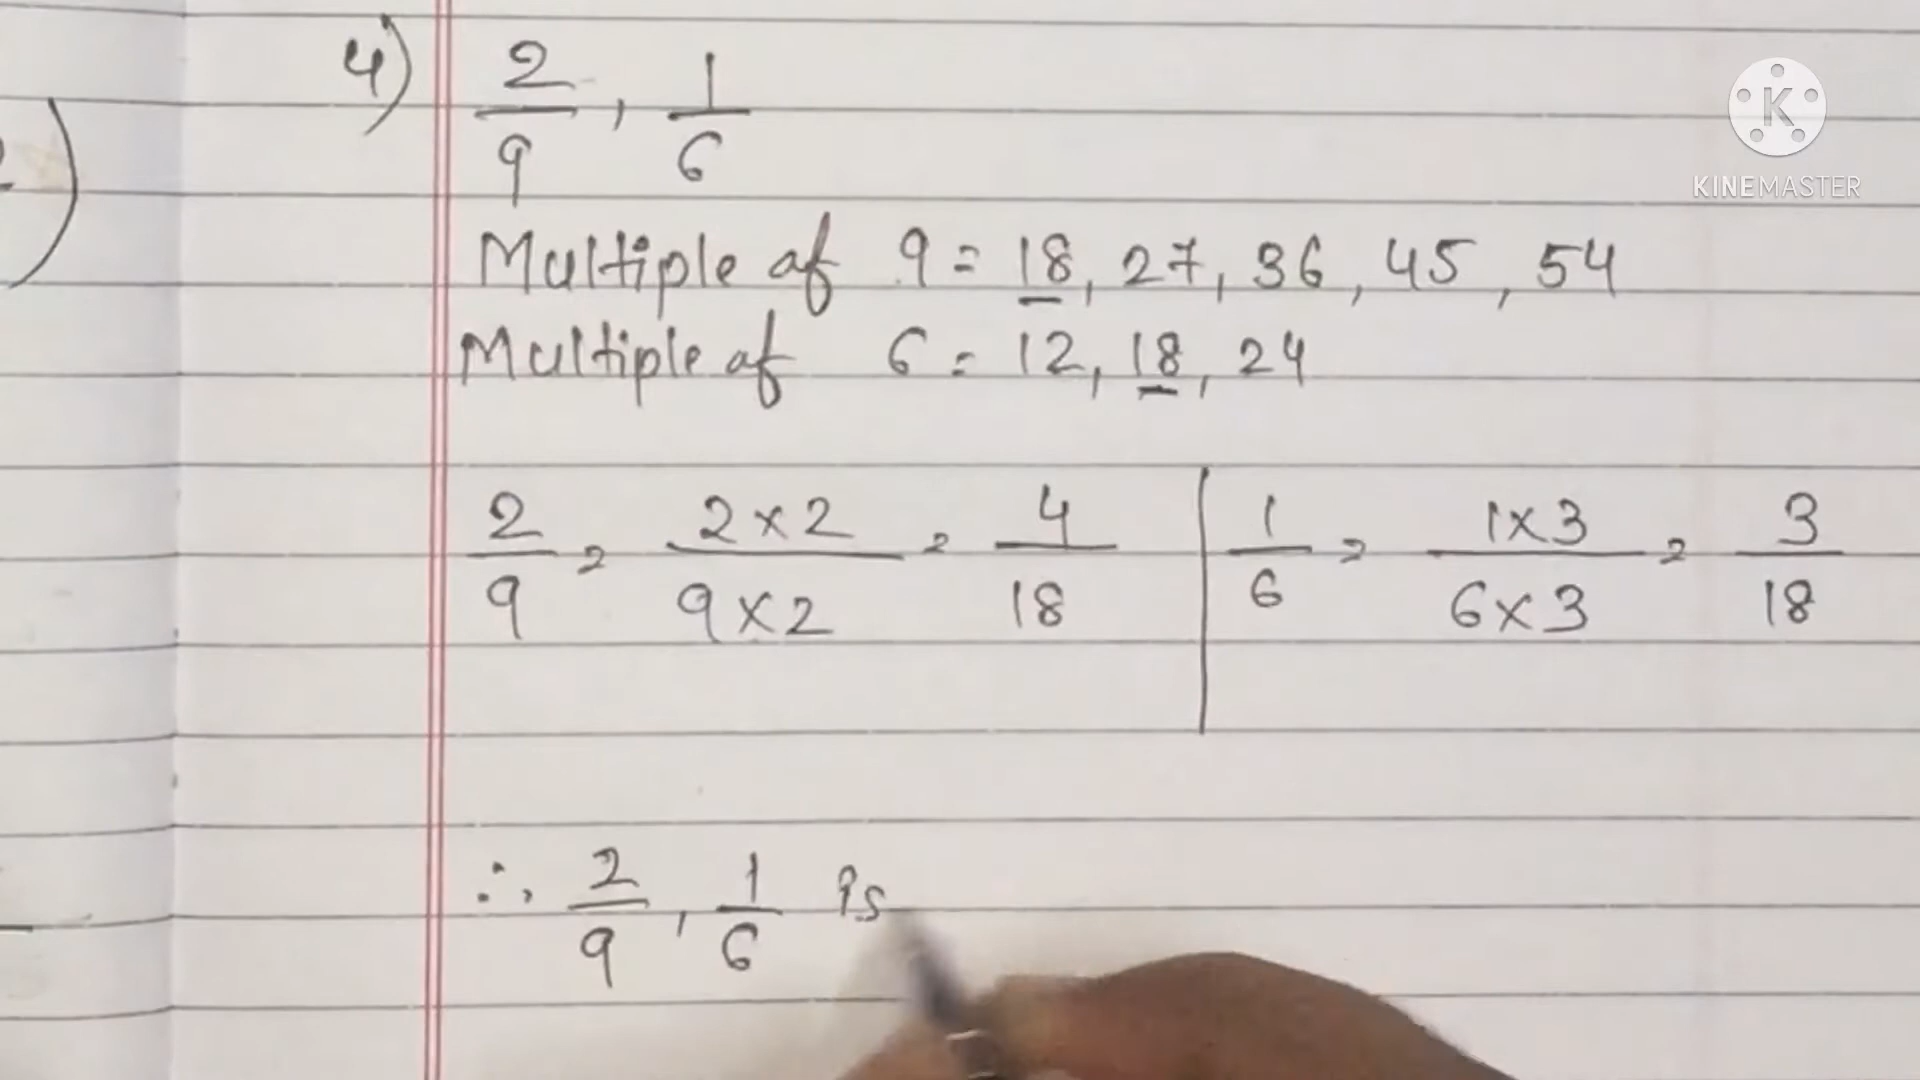 4) 2/9, 1/6
Multiple of 9 = 18, 27, 36, 45, 54
Multiple of 6 = 12, 18, 24
2/9 = 2×2/9×2 = 4/18 | 1/6 = 1×3/6×3 = 3/18
∴ 2/9, 1/6 is
KINEMASTER